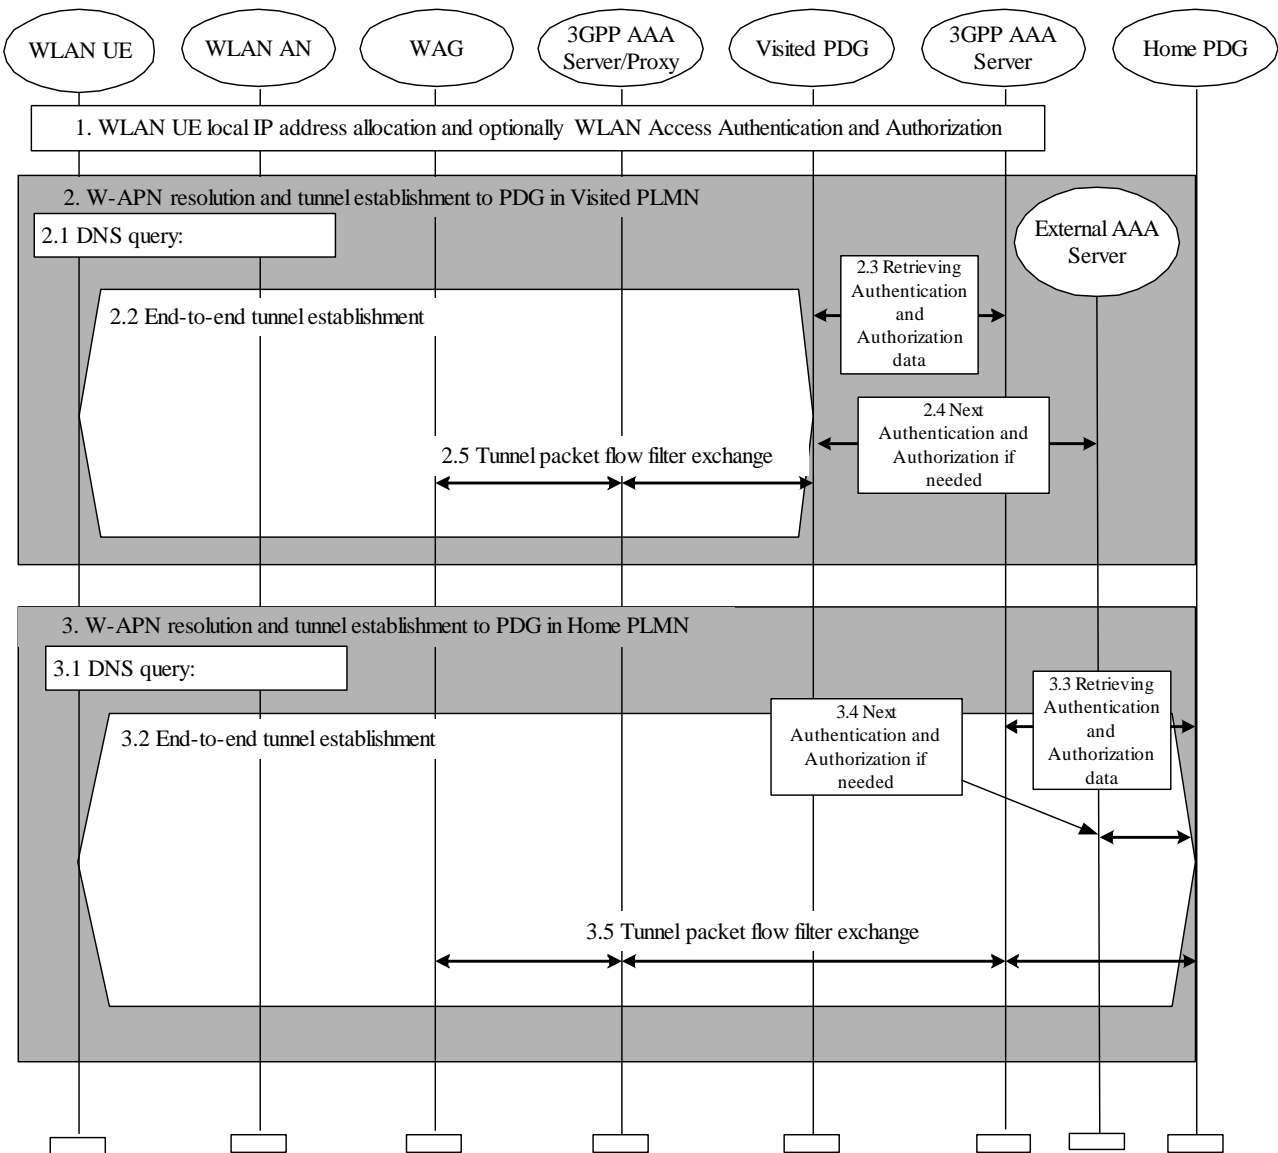 WLAN UE
WLAN AN
WAG
3GPP AAA
Server/Proxy
Visited PDG
3GPP AAA
Server
Home PDG
1. WLAN UE local IP address allocation and optionally WLAN Access Authentication and Authorization
2. W-APN resolution and tunnel establishment to PDG in Visited PLMN
2.1 DNS query:
External AAA
Server
2.3 Retrieving
Authentication
and
Authorization
data
2.2 End-to-end tunnel establishment
2.4 Next
Authentication and
Authorization if
needed
2.5 Tunnel packet flow filter exchange
3. W-APN resolution and tunnel establishment to PDG in Home PLMN
3.1 DNS query:
3.3 Retrieving
Authentication
and
Authorization
data
3.4 Next
Authentication and
Authorization if
needed
3.2 End-to-end tunnel establishment
3.5 Tunnel packet flow filter exchange